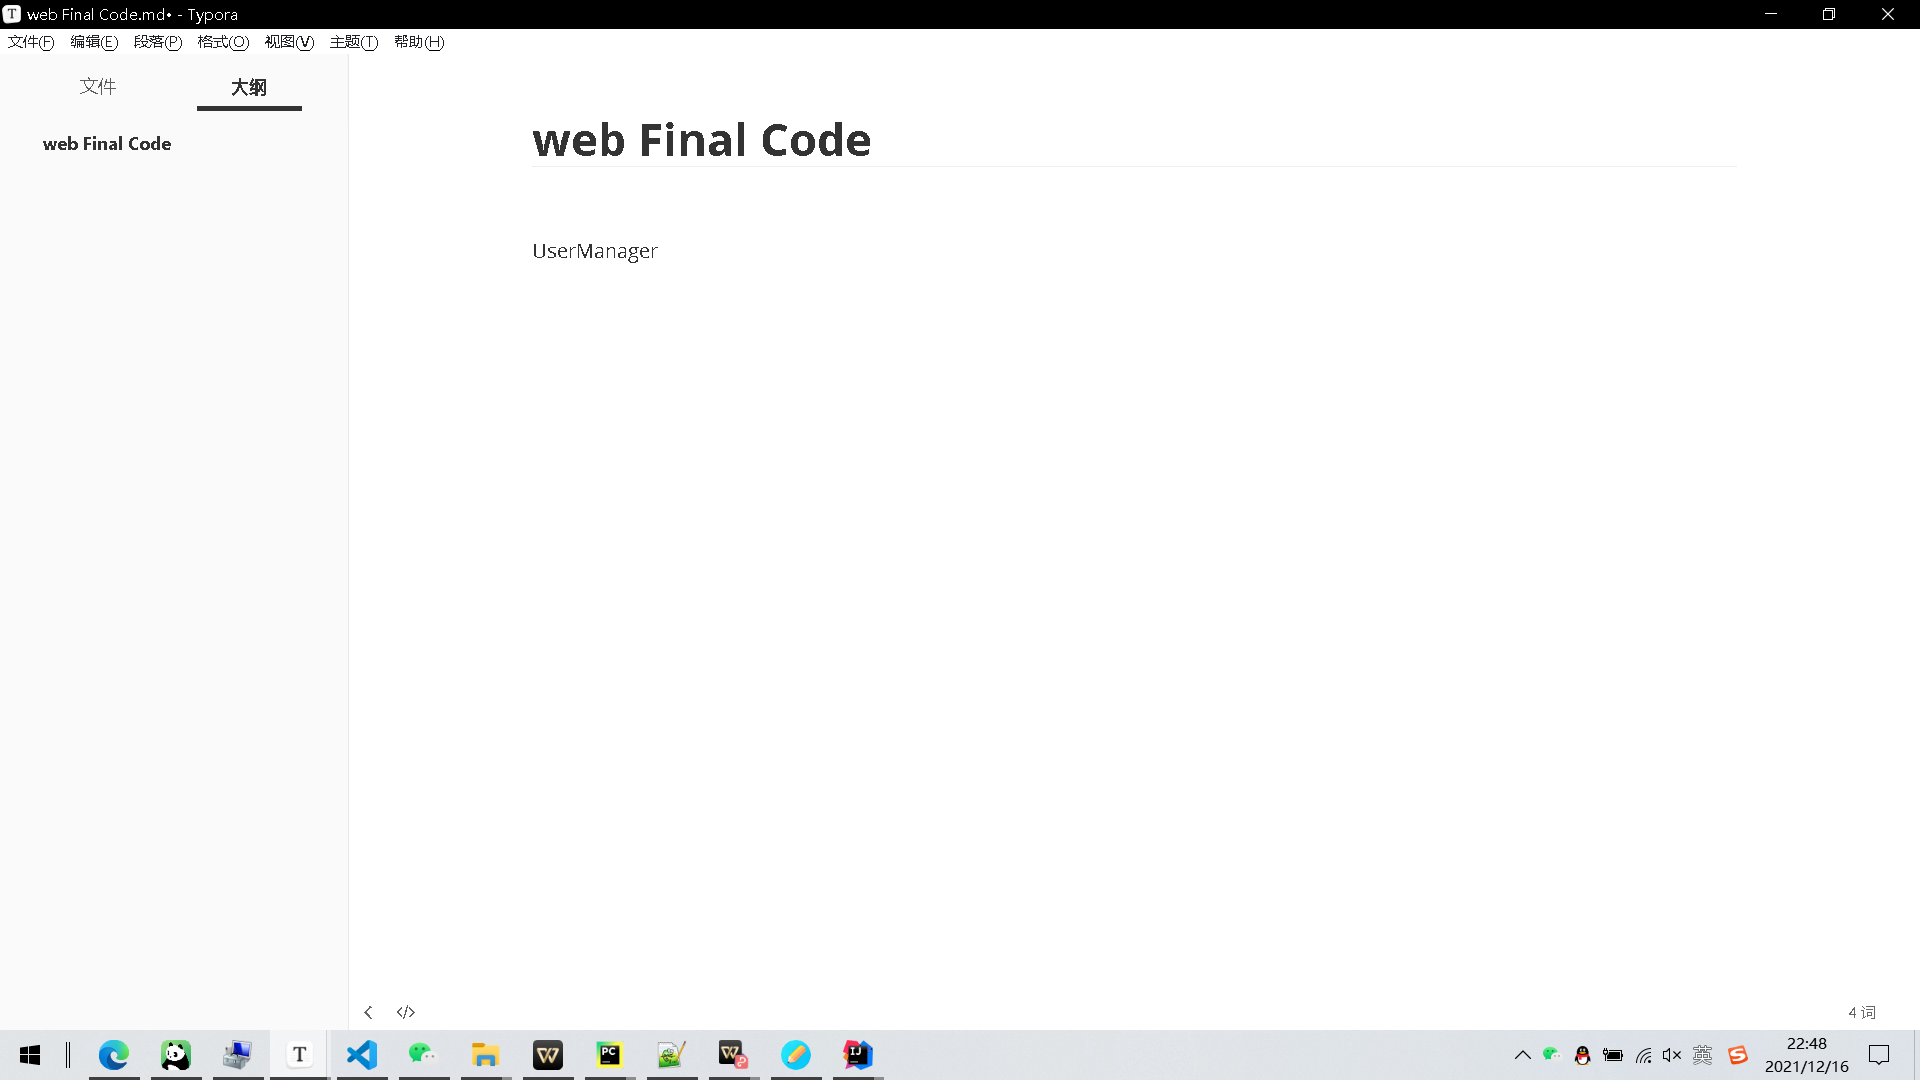 web Final Code.md• - Typora
文件(F) 编辑(E) 段落(P) 格式(O) 视图(V) 主题(T) 帮助(H)
文件 大纲
web Final Code
web Final Code
UserManager
</>
4 词
T
W
PC
W
IJ
英
22:48
2021/12/16